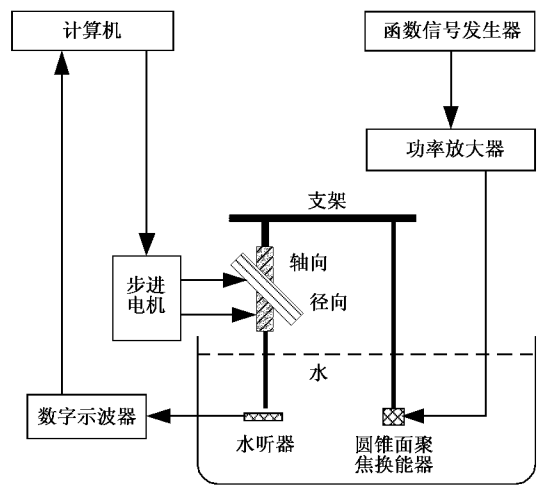 计算机
函数信号发生器
功率放大器
支架
轴向
步进
电机
径向
水
数字示波器
水听器
圆锥面聚
焦换能器